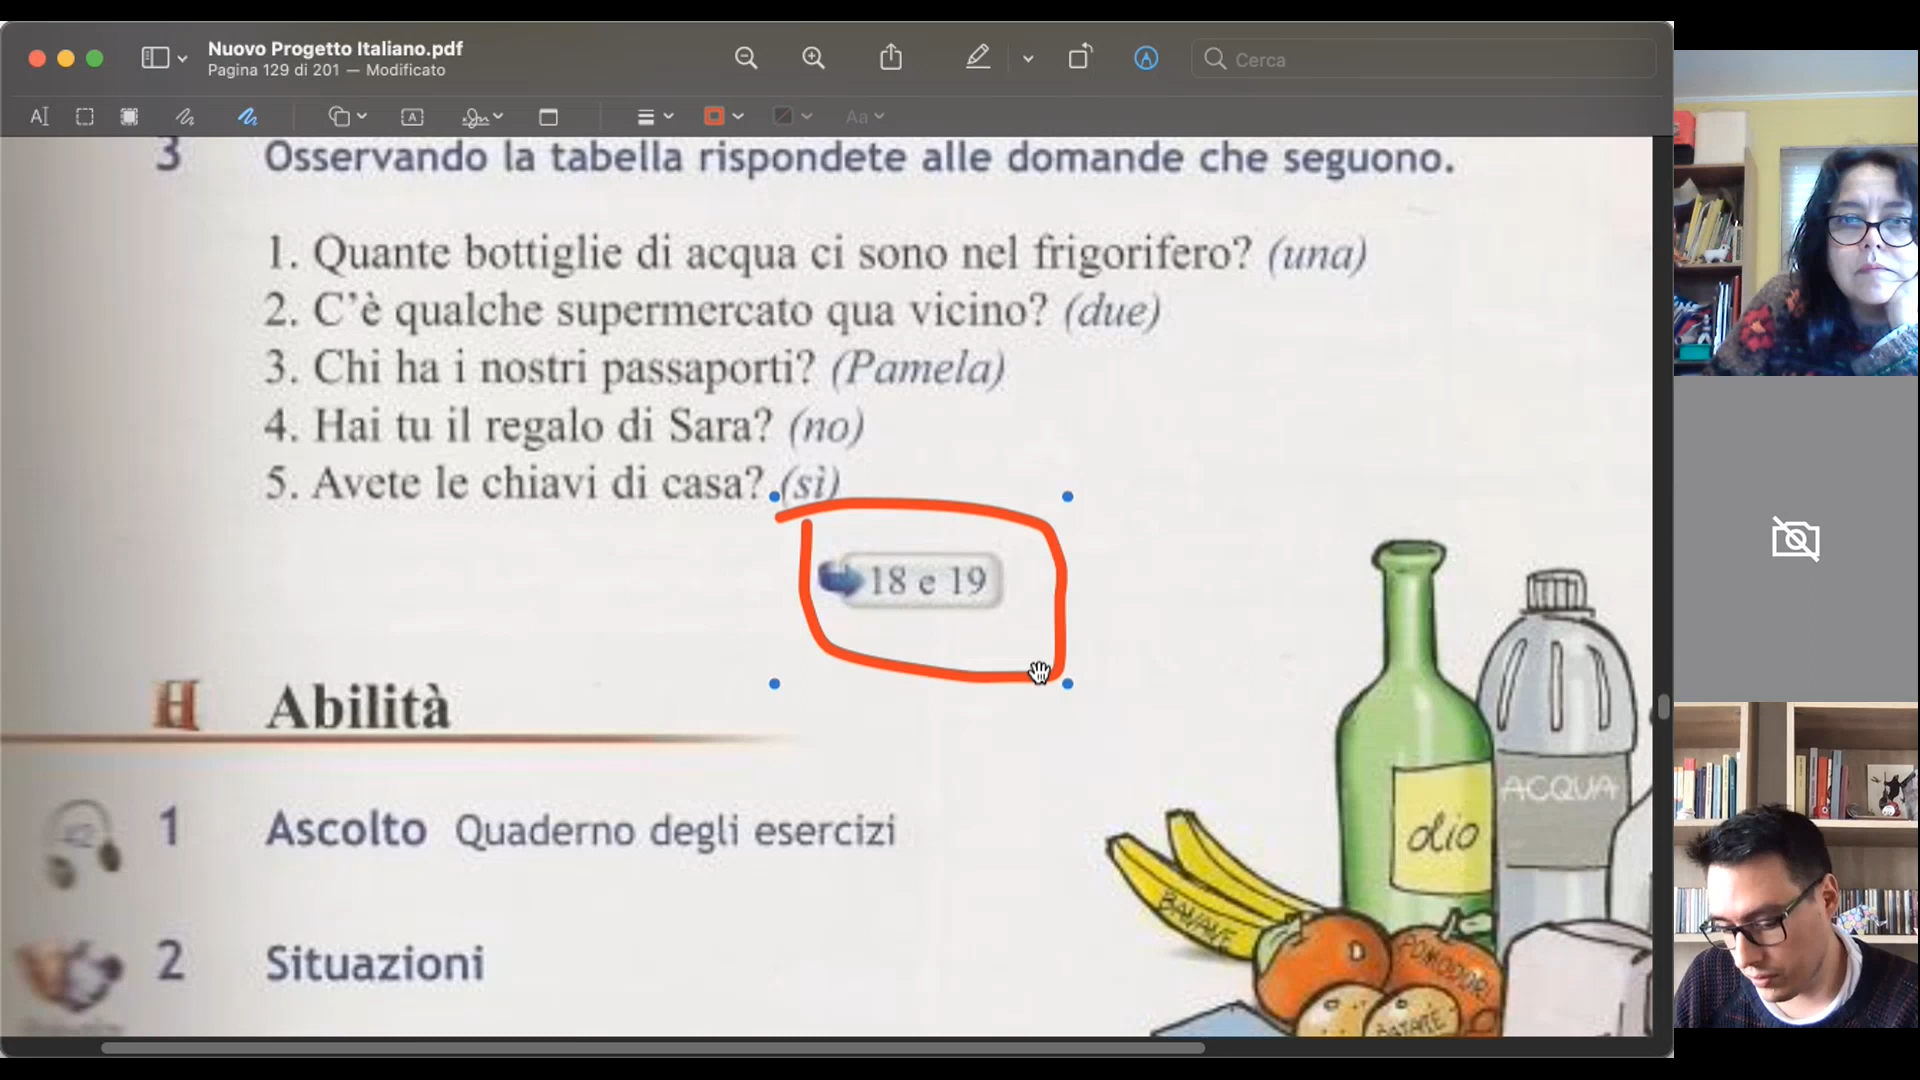 Nuovo Progetto Italiano.pdf
Pagina 129 di 201 — Modificato
Cerca
3 Osservando la tabella rispondete alle domande che seguono.
1. Quante bottiglie di acqua ci sono nel frigorifero? (una)
2. C'è qualche supermercato qua vicino? (due)
3. Chi ha i nostri passaporti? (Pamela)
4. Hai tu il regalo di Sara? (no)
5. Avete le chiavi di casa? (sì)
18 e 19
H Abilità
1 Ascolto Quaderno degli esercizi
2 Situazioni
olio
ACQUA
BANANE
POMODORI
PATATE